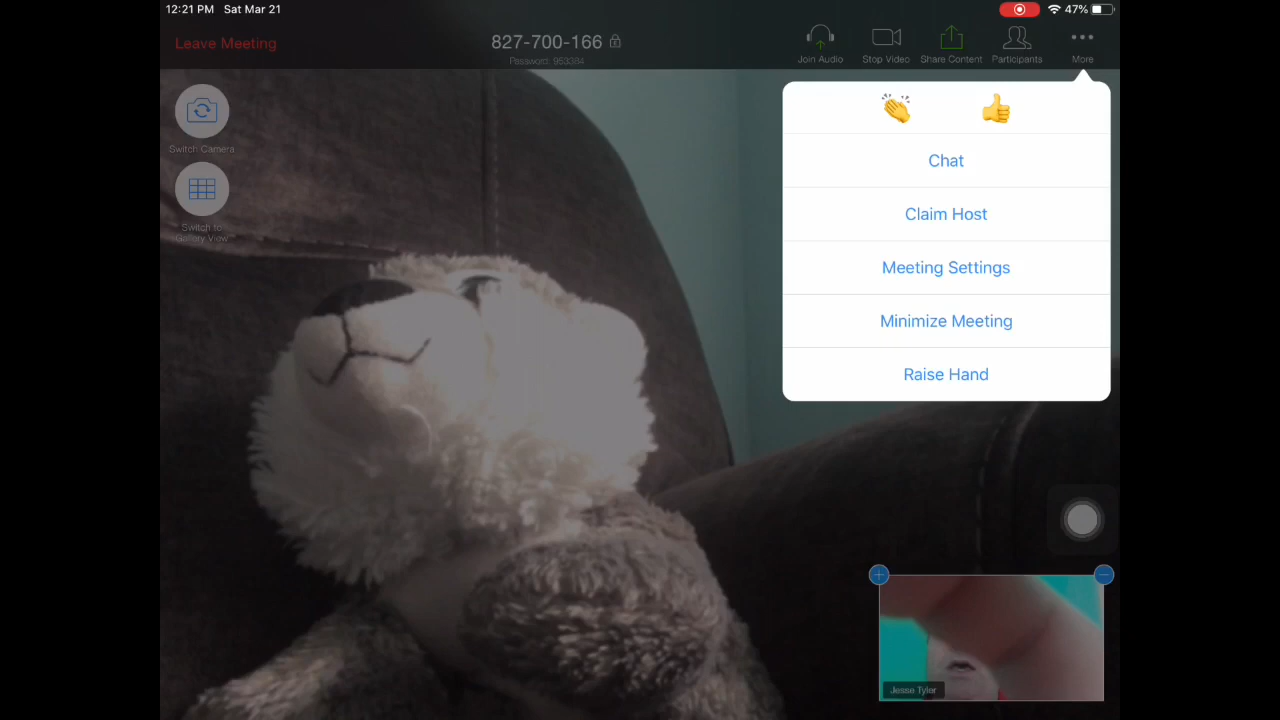 12:21 PM Sat Mar 21
47%
Leave Meeting
827-700-166
Password: 953384
Join Audio
Stop Video
Share Content
Participants
More
Switch Camera
Switch to
Gallery View
Chat
Claim Host
Meeting Settings
Minimize Meeting
Raise Hand
Jesse Tyler